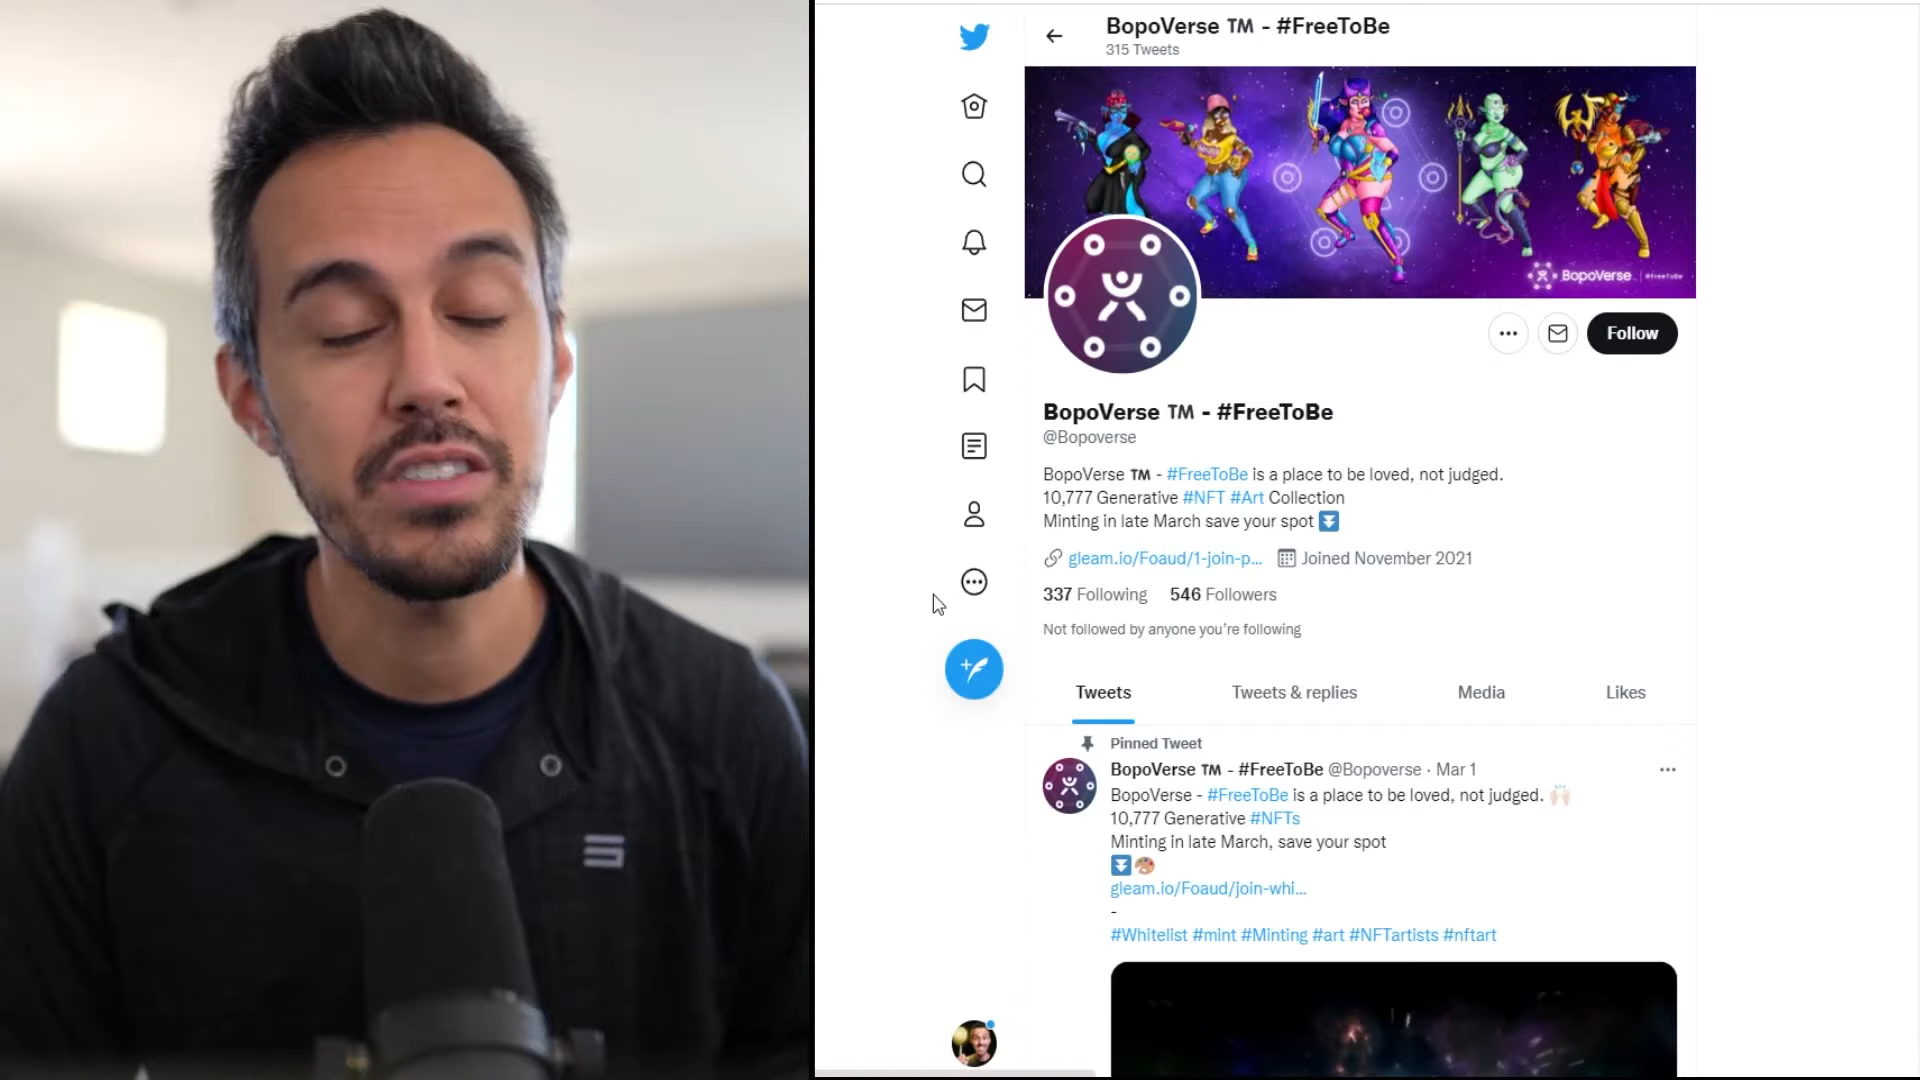 BopoVerse ™ - #FreeToBe
315 Tweets
BopoVerse #FreeToBe
Follow
BopoVerse ™ - #FreeToBe
@Bopoverse
BopoVerse ™ - #FreeToBe is a place to be loved, not judged.
10,777 Generative #NFT #Art Collection
Minting in late March save your spot ⏬
gleam.io/Foaud/1-join-p... Joined November 2021
337 Following 546 Followers
Not followed by anyone you're following
Tweets Tweets & replies Media Likes
Pinned Tweet
BopoVerse ™ - #FreeToBe @Bopoverse · Mar 1
BopoVerse - #FreeToBe is a place to be loved, not judged. 🙌🏻
10,777 Generative #NFTs
Minting in late March, save your spot
⏬🎨
gleam.io/Foaud/join-whi...
-
#Whitelist #mint #Minting #art #NFTartists #nftart